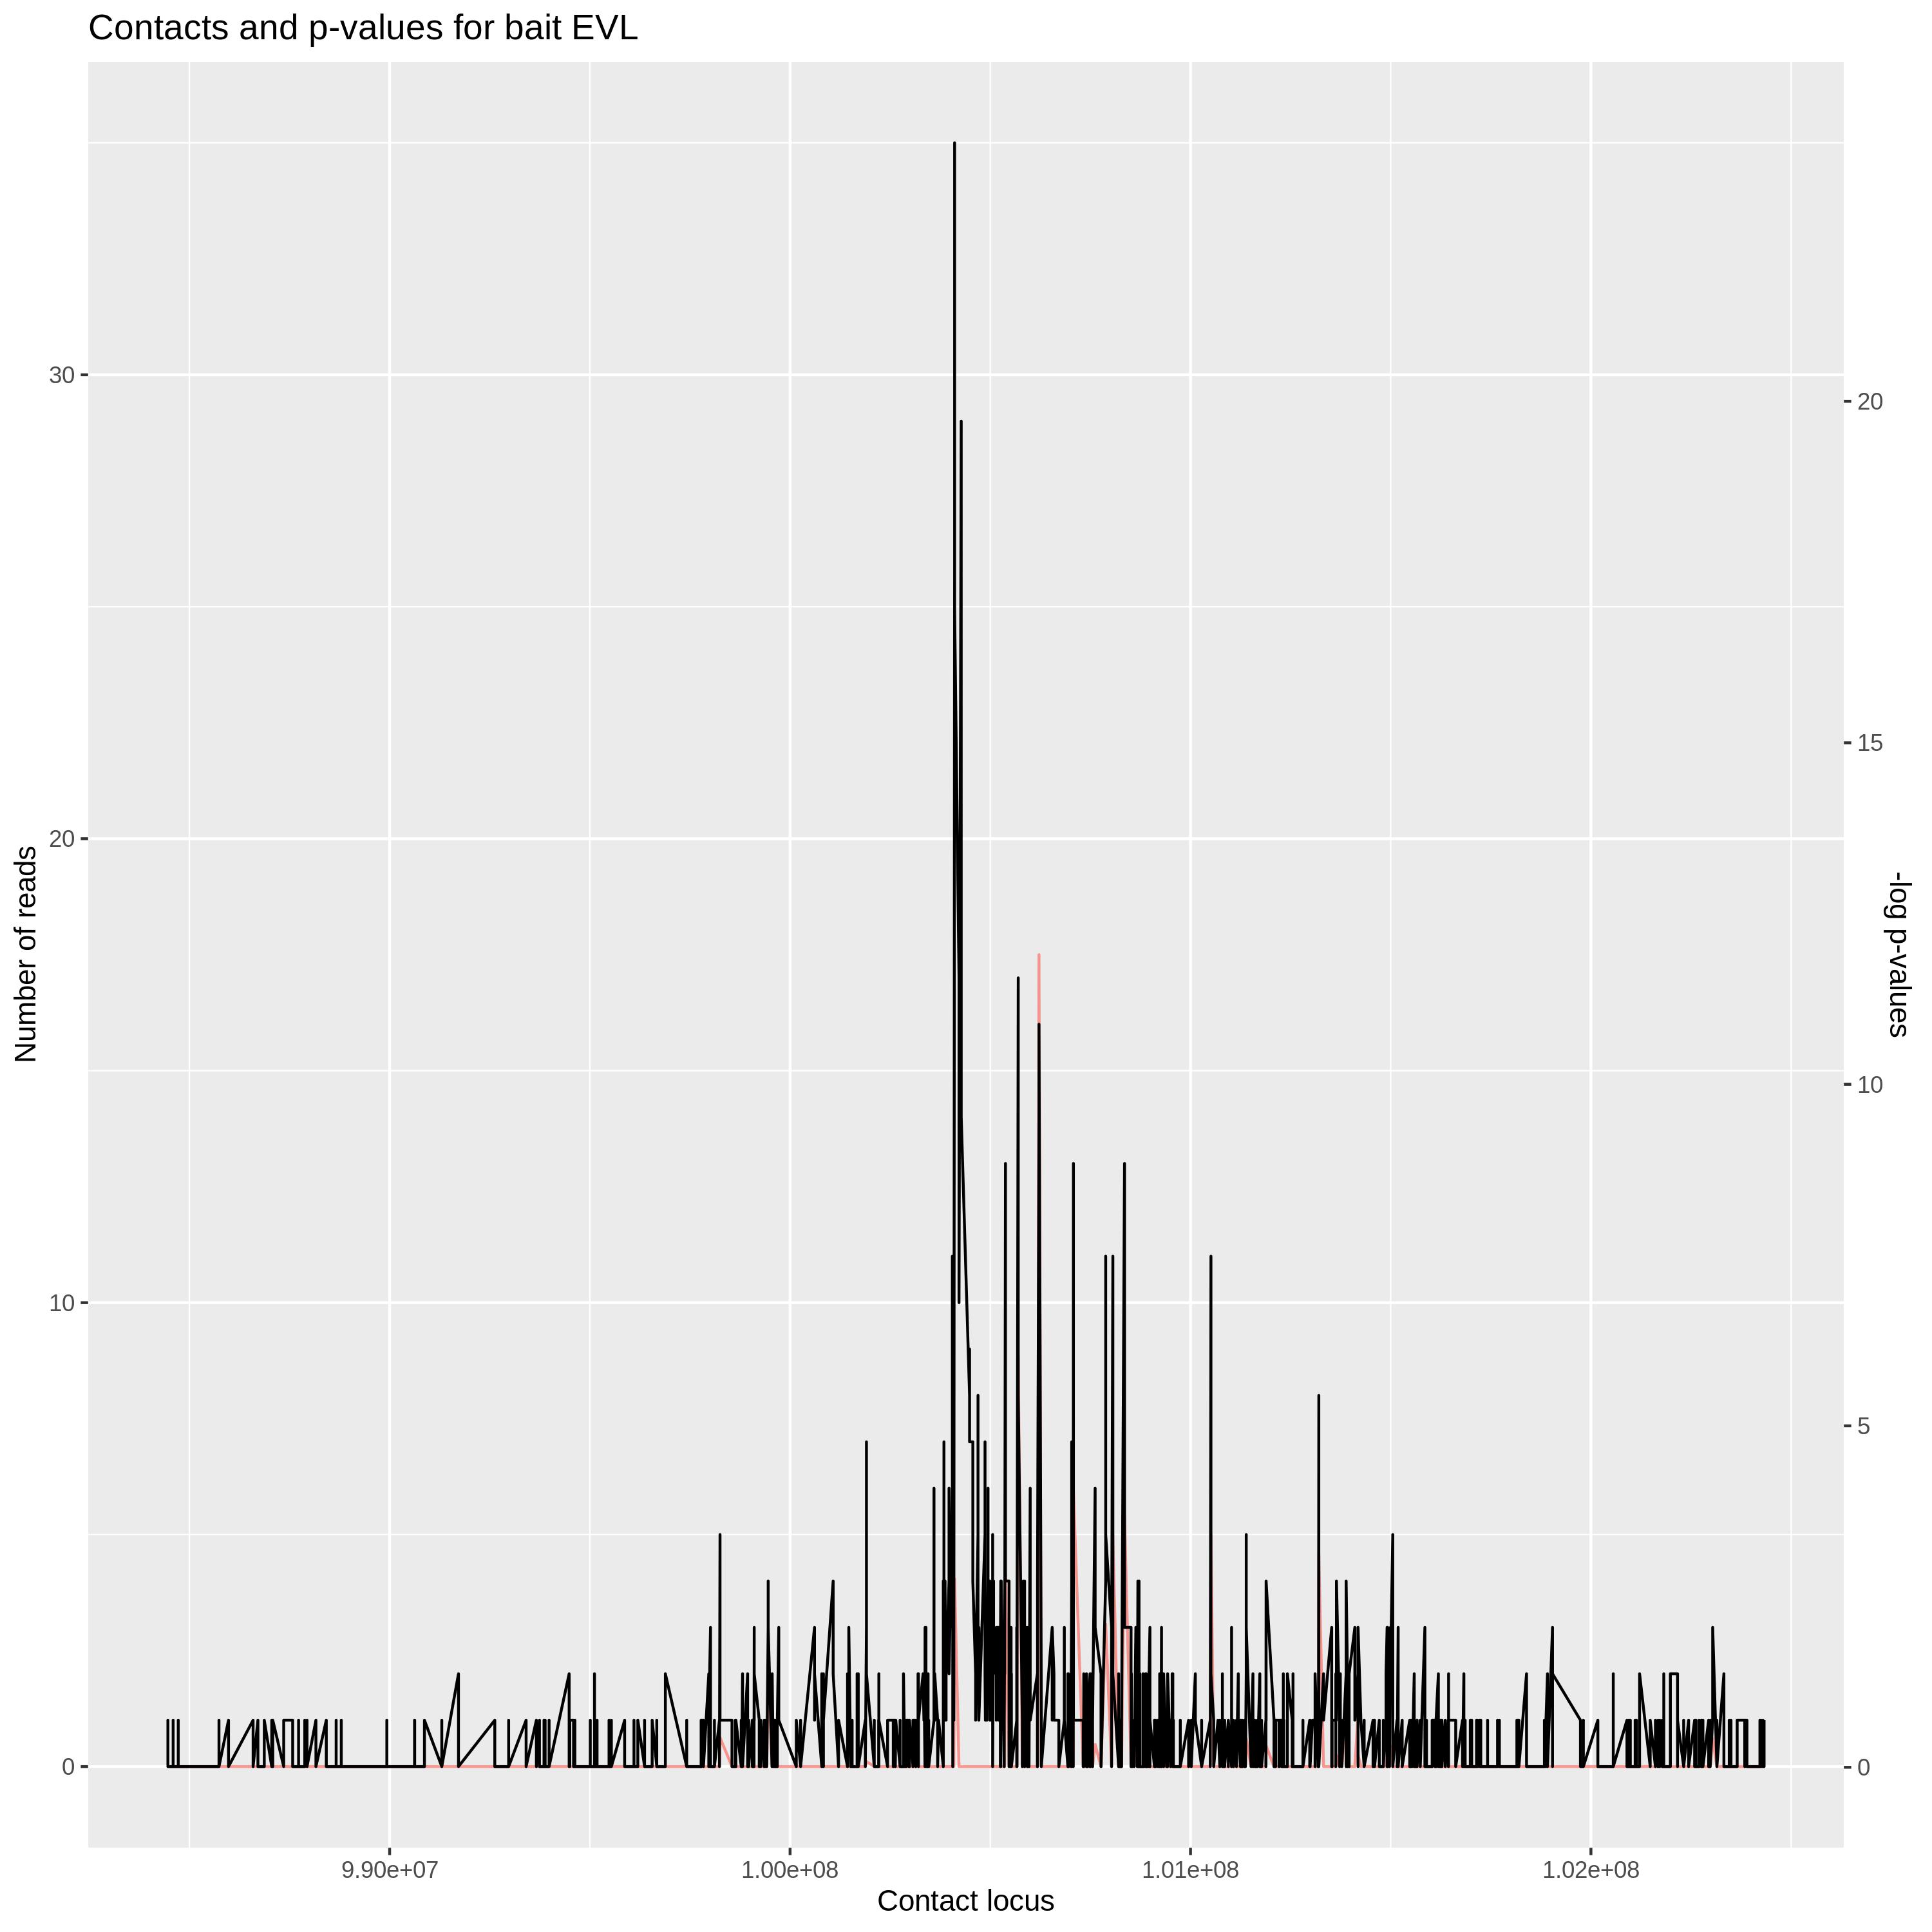 Contacts and p-values for bait EVL
30
20
10
0
Number of reads
20
15
10
5
0
-log p-values
9.90e+07
1.00e+08
1.01e+08
1.02e+08
Contact locus